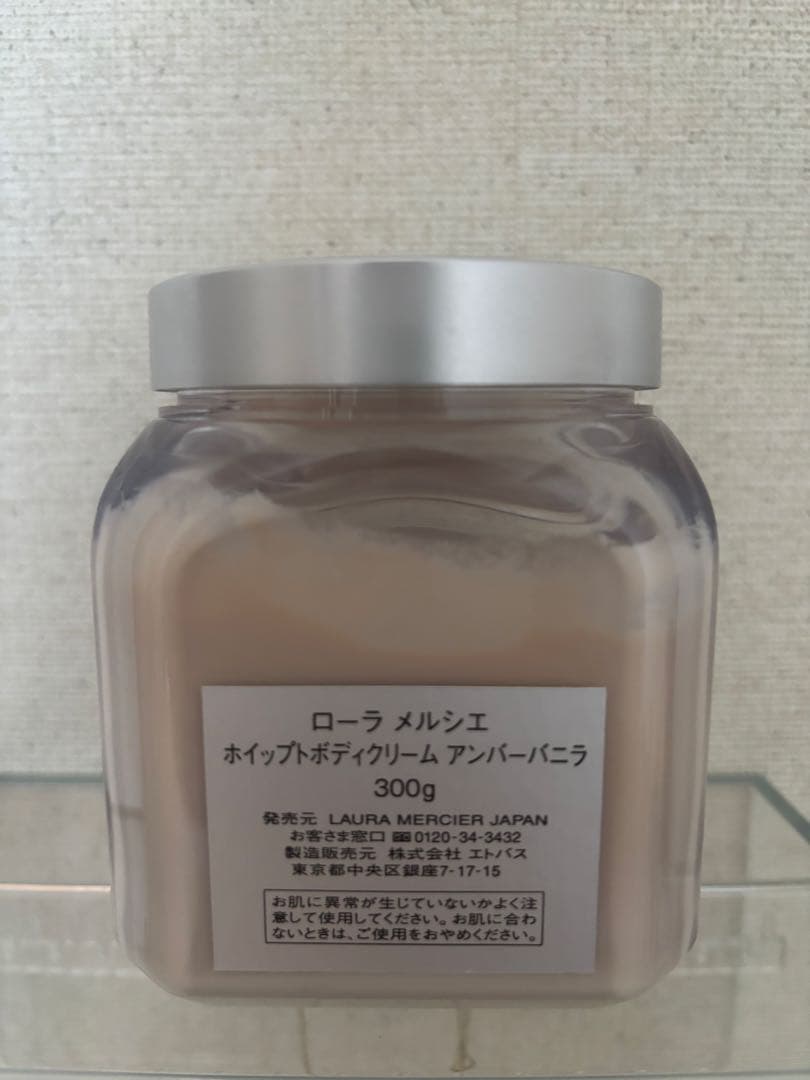 ローラ メルシエ
ホイップトボディクリーム アンバーバニラ
300g
発売元 LAURA MERCIER JAPAN
お客さま窓口 0120-34-3432
製造販売元 株式会社 エトバス
東京都中央区銀座7-17-15
お肌に異常が生じていないかよく注
意して使用してください。お肌に合わ
ないときは、ご使用をおやめください。